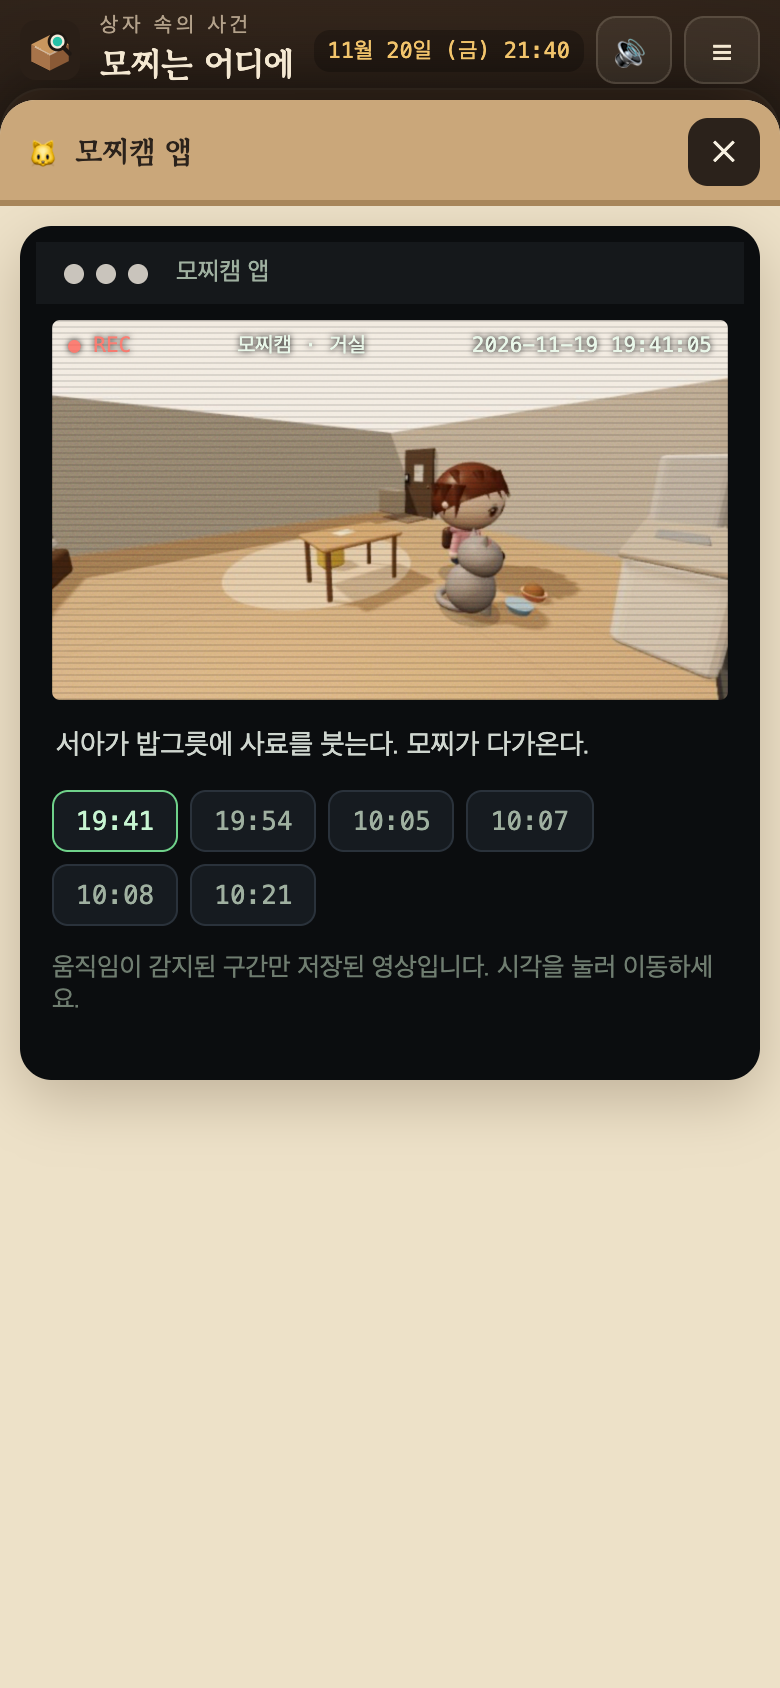 상자 속의 사건
모찌는 어디에
11월 20일 (금) 21:40
모찌캠 앱
모찌캠 앱
REC 모찌캠 · 거실 2026-11-19 19:41:05
서아가 밥그릇에 사료를 붓는다. 모찌가 다가온다.
19:41 19:54 10:05 10:07
10:08 10:21
움직임이 감지된 구간만 저장된 영상입니다. 시각을 눌러 이동하세
요.